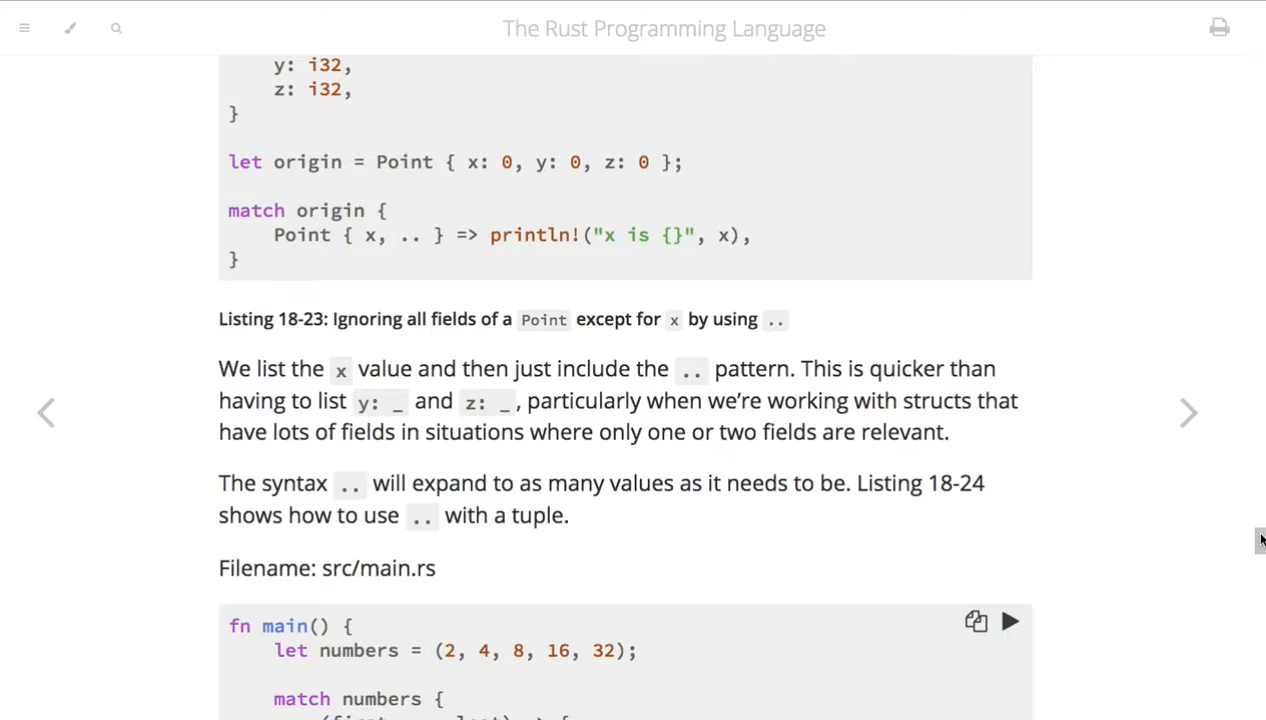 The Rust Programming Language
y: i32,
z: i32,
}
let origin = Point { x: 0, y: 0, z: 0 };
match origin {
Point { x, .. } => println!("x is {}", x),
}
Listing 18-23: Ignoring all fields of a Point except for x by using ..
We list the x value and then just include the .. pattern. This is quicker than
having to list y: _ and z: _, particularly when we’re working with structs that
have lots of fields in situations where only one or two fields are relevant.
The syntax .. will expand to as many values as it needs to be. Listing 18-24
shows how to use .. with a tuple.
Filename: src/main.rs
fn main() {
let numbers = (2, 4, 8, 16, 32);
match numbers {